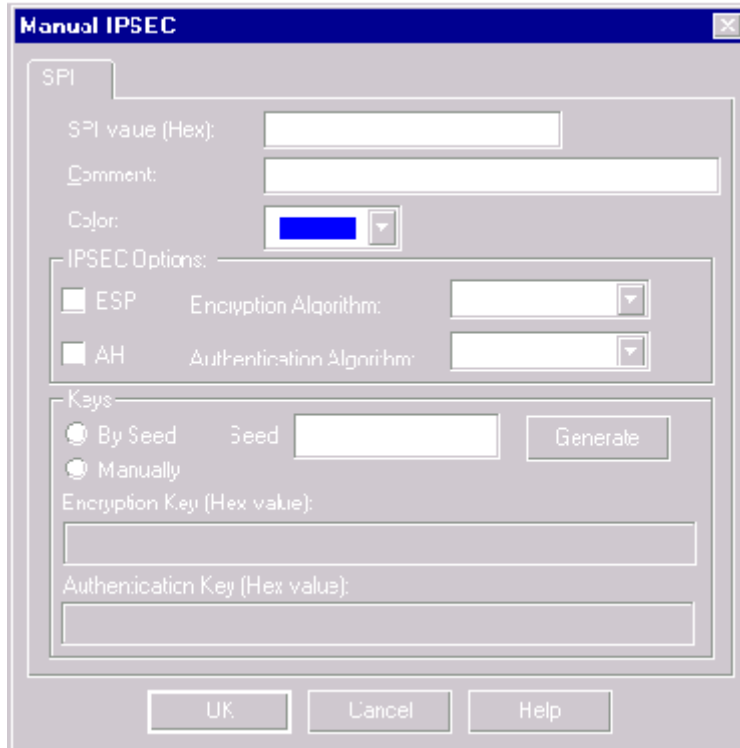 Manual IPSEC
SPI
SPI value (Hex):
Comment:
Color:
IPSEC Options:
ESP Encryption Algorithm:
AH Authentication Algorithm:
Keys
By Seed Seed Generate
Manually
Encryption Key (Hex value):
Authentication Key (Hex value):
OK Cancel Help